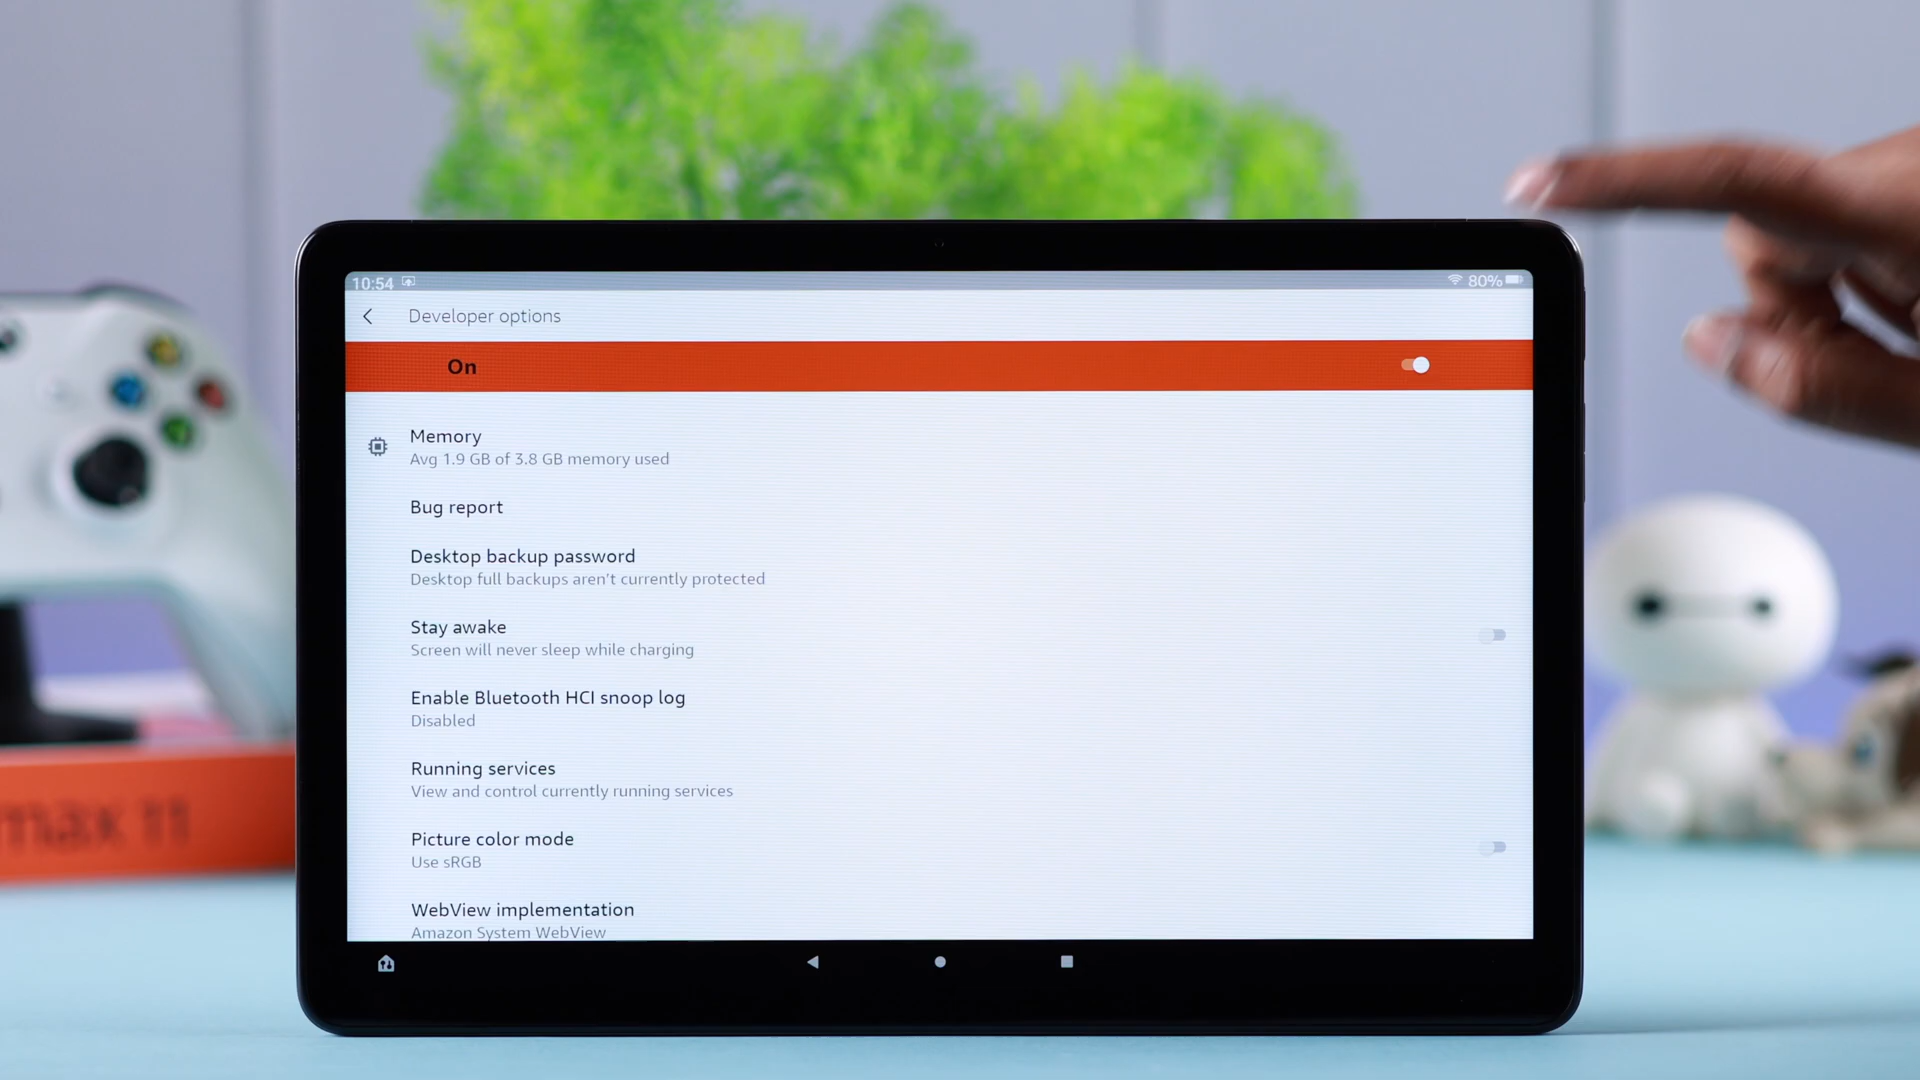 10:54
80%
Developer options
On
Memory
Avg 1.9 GB of 3.8 GB memory used
Bug report
Desktop backup password
Desktop full backups aren't currently protected
Stay awake
Screen will never sleep while charging
Enable Bluetooth HCI snoop log
Disabled
Running services
View and control currently running services
Picture color mode
Use sRGB
WebView implementation
Amazon System WebView
max 11